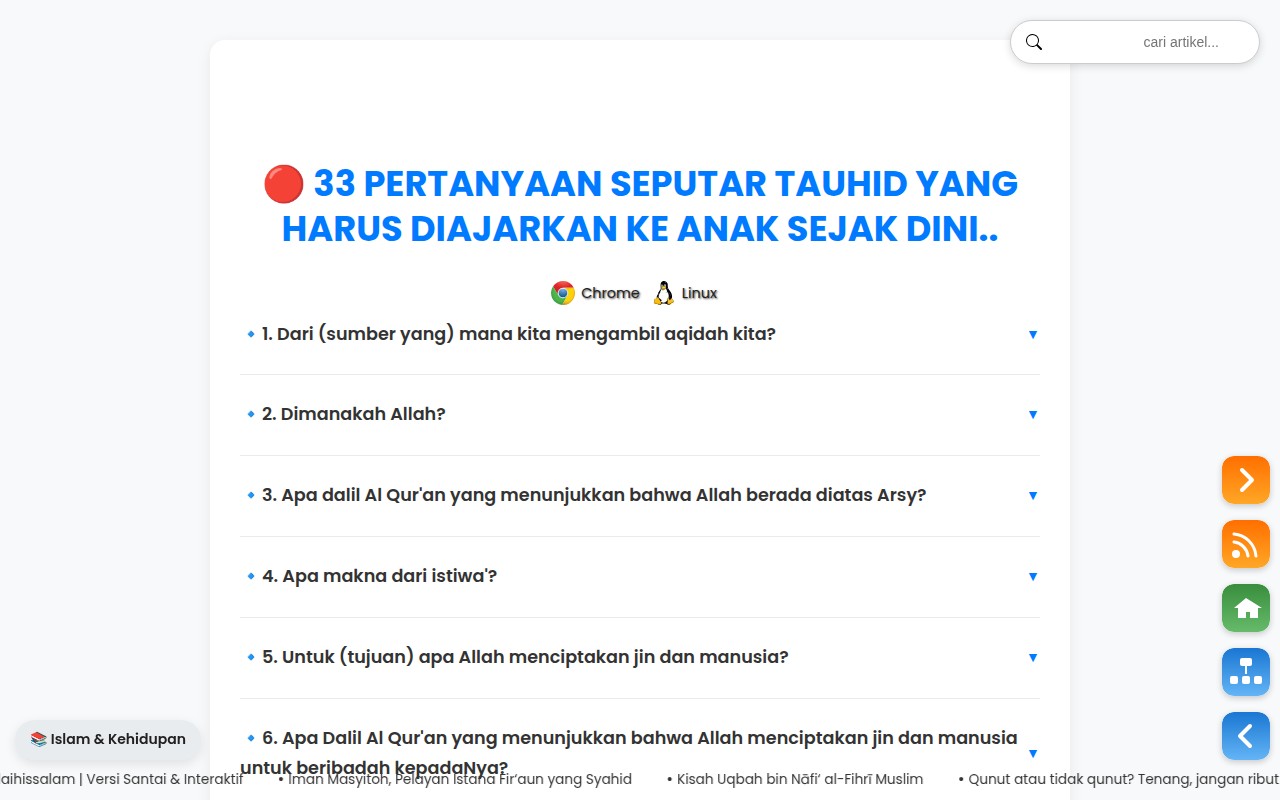 cari artikel...
🔴 33 PERTANYAAN SEPUTAR TAUHID YANG
HARUS DIAJARKAN KE ANAK SEJAK DINI..
Chrome Linux
🔹1. Dari (sumber yang) mana kita mengambil aqidah kita? ▼
🔹2. Dimanakah Allah? ▼
🔹3. Apa dalil Al Qur'an yang menunjukkan bahwa Allah berada diatas Arsy? ▼
🔹4. Apa makna dari istiwa'? ▼
🔹5. Untuk (tujuan) apa Allah menciptakan jin dan manusia? ▼
🔹6. Apa Dalil Al Qur'an yang menunjukkan bahwa Allah menciptakan jin dan manusia
untuk beribadah kepadaNya? ▼
📚 Islam & Kehidupan
laihissalam | Versi Santai & Interaktif • Iman Masyitoh, Pelayan Istana Fir’aun yang Syahid • Kisah Uqbah bin Nāfi‘ al-Fihrī Muslim • Qunut atau tidak qunut? Tenang, jangan ribut